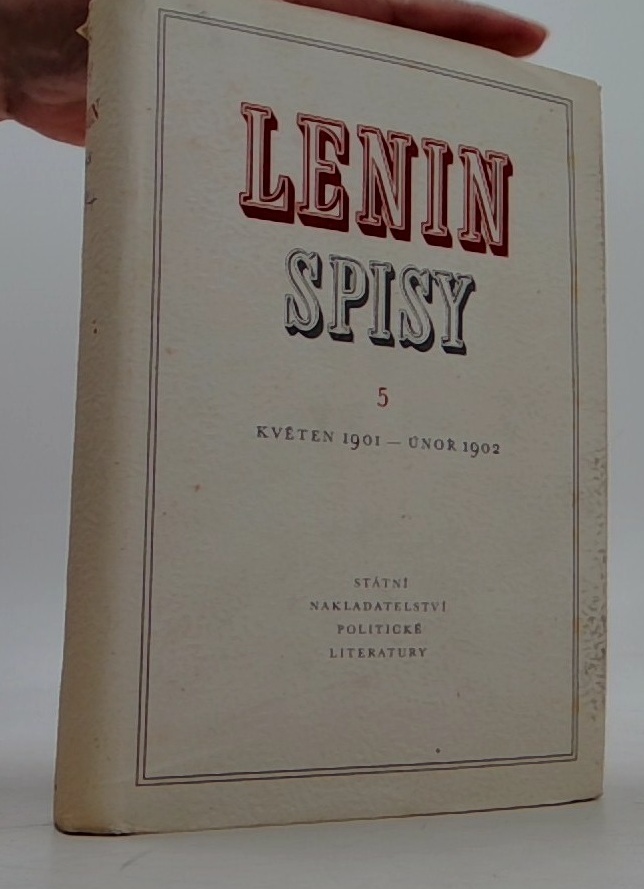 LENIN
SPISY
5
KVĚTEN 1901 — ÚNOR 1902
STÁTNÍ
NAKLADATELSTVÍ
POLITICKÉ
LITERATURY